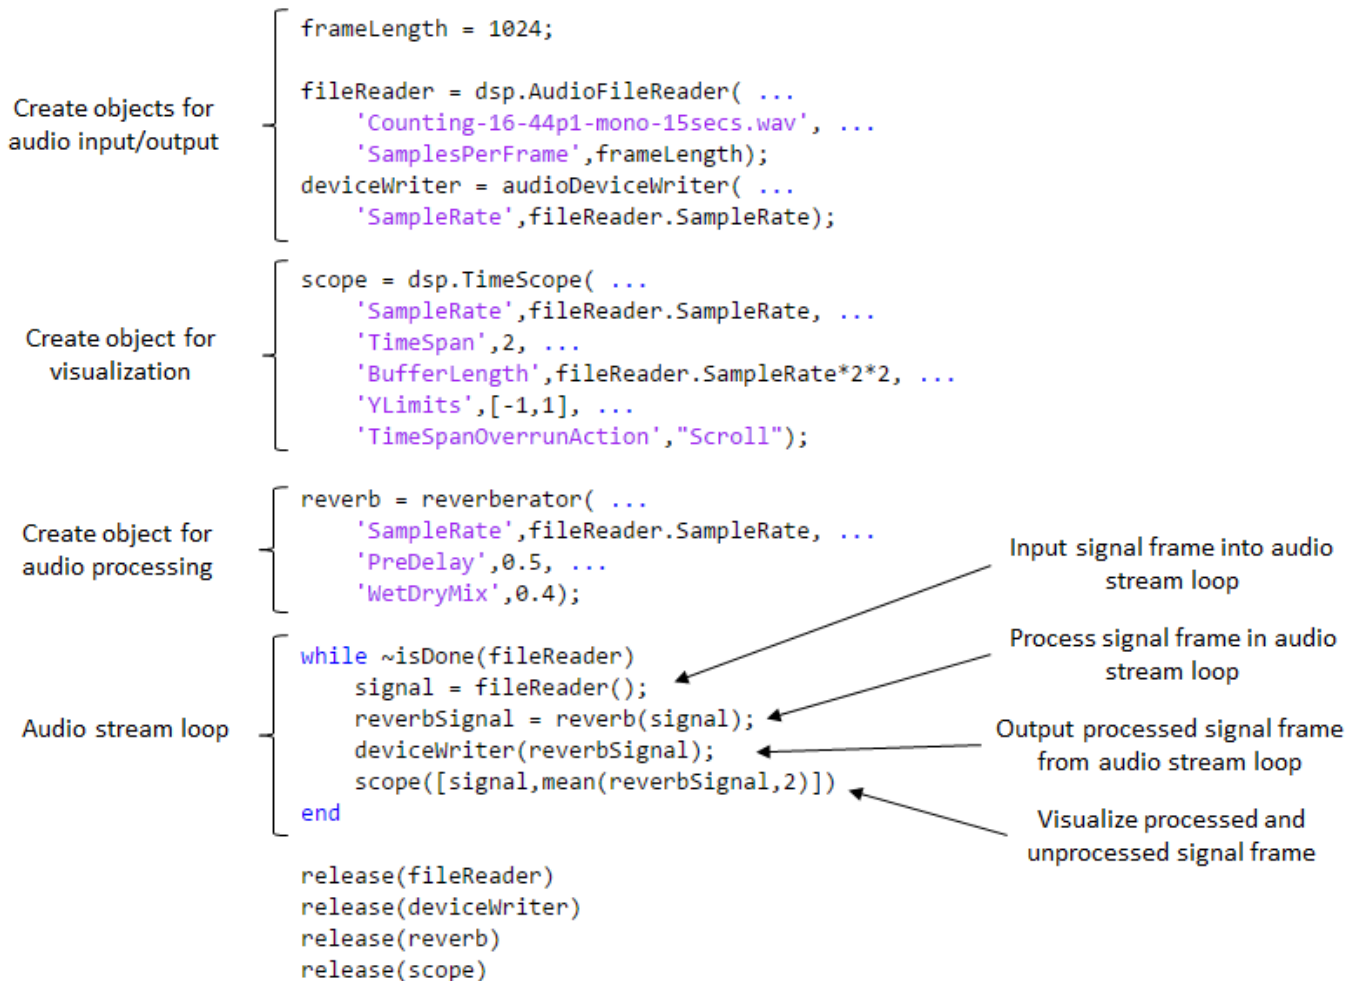 Create objects for
audio input/output
frameLength = 1024;
fileReader = dsp.AudioFileReader( ...
'Counting-16-44p1-mono-15secs.wav', ...
'SamplesPerFrame',frameLength);
deviceWriter = audioDeviceWriter( ...
'SampleRate',fileReader.SampleRate);
Create object for
visualization
scope = dsp.TimeScope( ...
'SampleRate',fileReader.SampleRate, ...
'TimeSpan',2, ...
'BufferLength',fileReader.SampleRate*2*2, ...
'YLimits',[-1,1], ...
'TimeSpanOverrunAction',"Scroll");
Create object for
audio processing
reverb = reverberator( ...
'SampleRate',fileReader.SampleRate, ...
'PreDelay',0.5, ...
'WetDryMix',0.4);
Audio stream loop
while ~isDone(fileReader)
signal = fileReader();
reverbSignal = reverb(signal);
deviceWriter(reverbSignal);
scope([signal,mean(reverbSignal,2)])
end
Input signal frame into audio
stream loop
Process signal frame in audio
stream loop
Output processed signal frame
from audio stream loop
Visualize processed and
unprocessed signal frame
release(fileReader)
release(deviceWriter)
release(reverb)
release(scope)